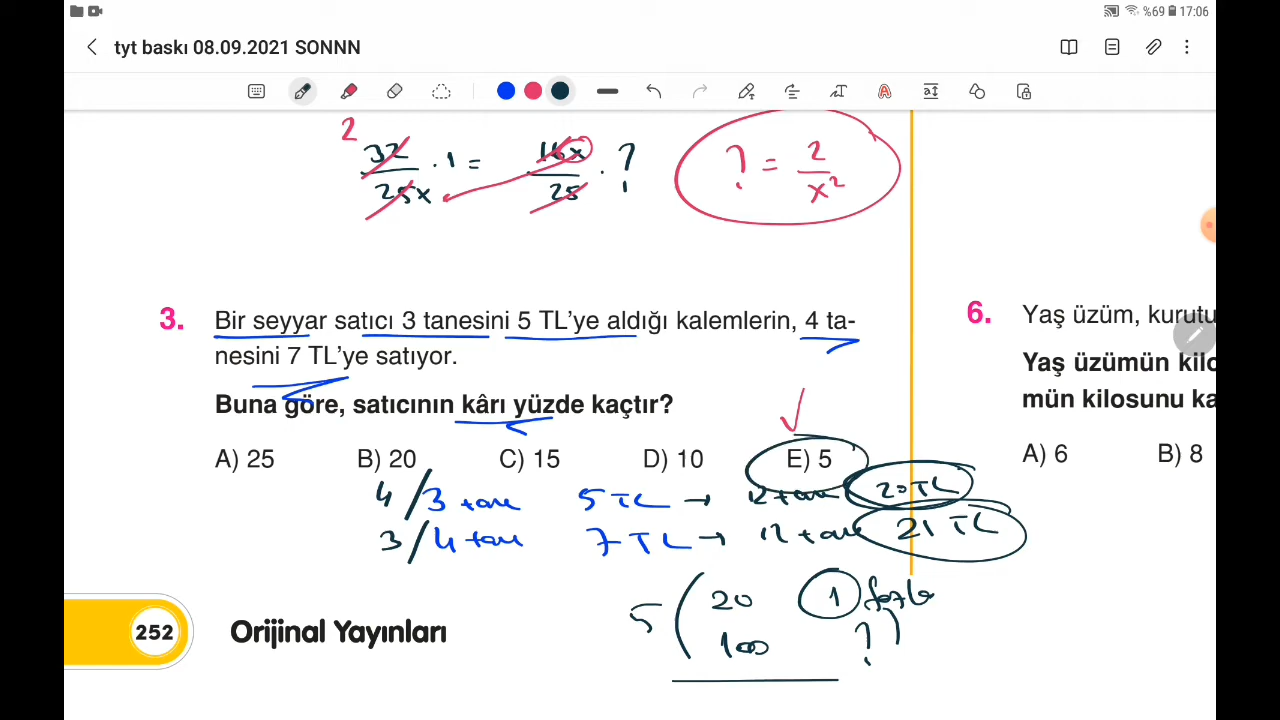 %69 17:06
tyt baskı 08.09.2021 SONNN
2
32/25x · 1 = 16x/25 · ?
? = 2/x²
3. Bir seyyar satıcı 3 tanesini 5 TL'ye aldığı kalemlerin, 4 ta-
nesini 7 TL'ye satıyor.
Buna göre, satıcının kârı yüzde kaçtır?
A) 25 B) 20 C) 15 D) 10 E) 5
4/3 tane 5 TL → 12 tane 20 TL
3/4 tane 7 TL → 12 tane 21 TL
5 20 1 fazla
100 ?
252 Orijinal Yayınları
6. Yaş üzüm, kurutu
Yaş üzümün kilo
mün kilosunu ka
A) 6 B) 8